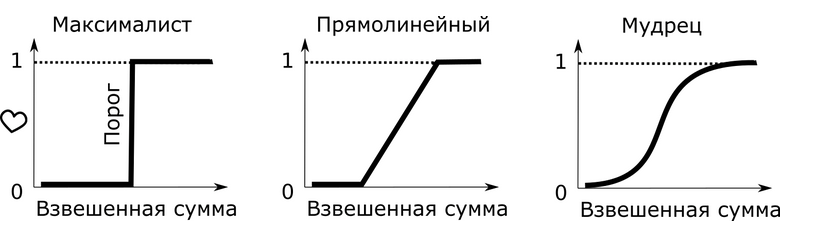 Максималист
1
Порог
0
Взвешенная сумма
Прямолинейный
1
0
Взвешенная сумма
Мудрец
1
0
Взвешенная сумма